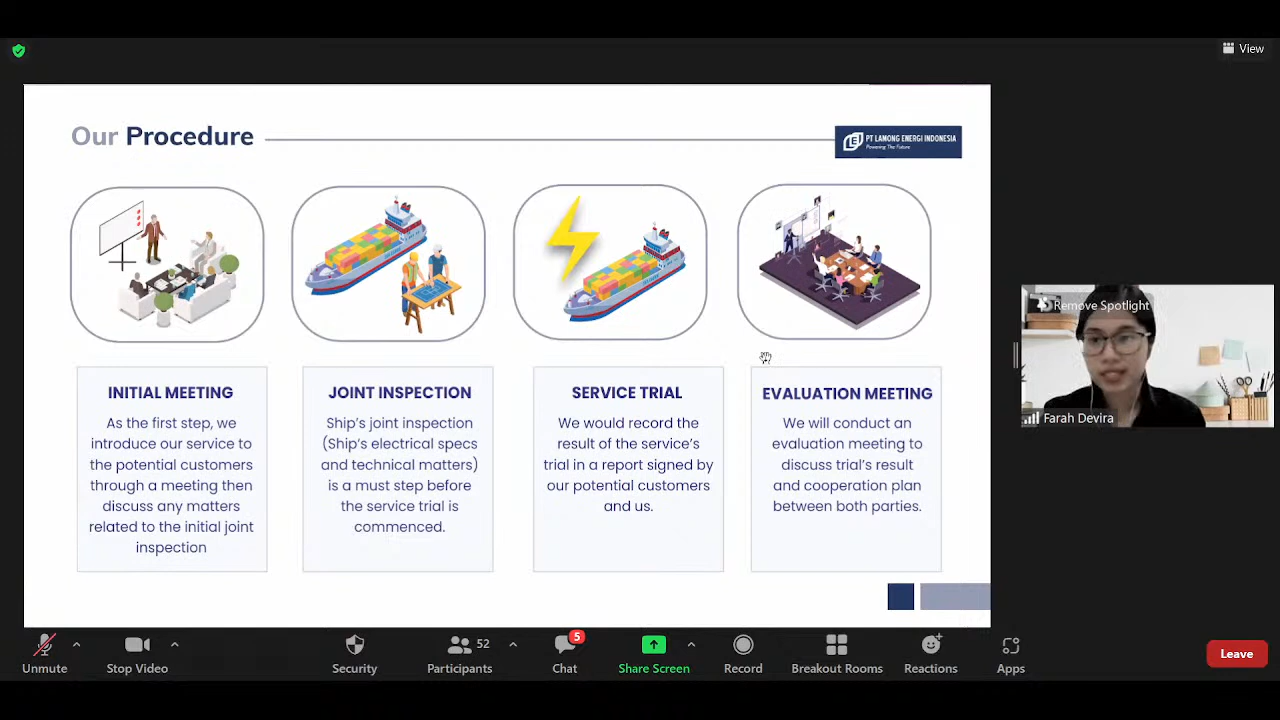 View
Our Procedure
PT LAMONG ENERGI INDONESIA
Powering The Future
INITIAL MEETING
As the first step, we
introduce our service to
the potential customers
through a meeting then
discuss any matters
related to the initial joint
inspection
JOINT INSPECTION
Ship's joint inspection
(Ship's electrical specs
and technical matters)
is a must step before
the service trial is
commenced.
SERVICE TRIAL
We would record the
result of the service's
trial in a report signed by
our potential customers
and us.
EVALUATION MEETING
We will conduct an
evaluation meeting to
discuss trial's result
and cooperation plan
between both parties.
Remove Spotlight
Farah Devira
Unmute
Stop Video
Security
52
Participants
5
Chat
Share Screen
Record
Breakout Rooms
Reactions
Apps
Leave